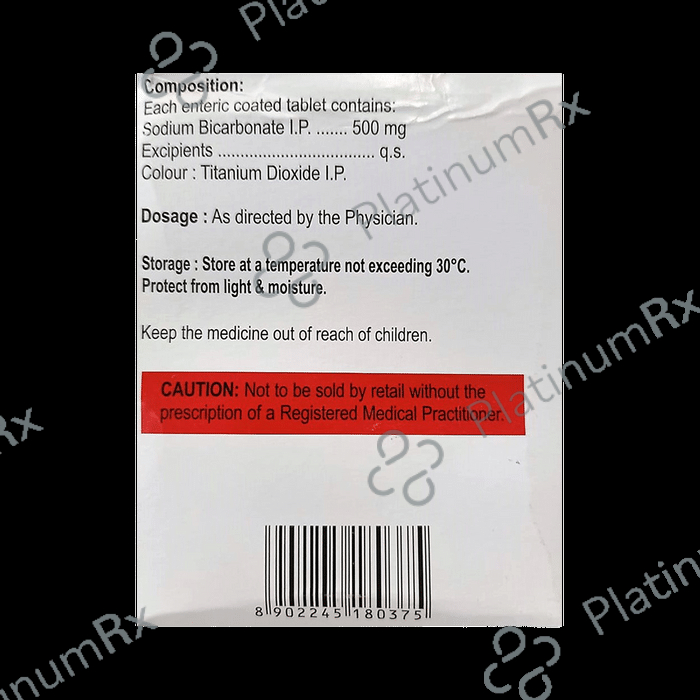 Composition:
Each enteric coated tablet contains:
Sodium Bicarbonate I.P. ....... 500 mg
Excipients ................................... q.s.
Colour : Titanium Dioxide I.P.
Dosage : As directed by the Physician.
Storage : Store at a temperature not exceeding 30°C.
Protect from light & moisture.
Keep the medicine out of reach of children.
CAUTION: Not to be sold by retail without the
prescription of a Registered Medical Practitioner.
8 902245 180375
PlatinumRx
PlatinumRx
PlatinumRx
PlatinumRx
PlatinumRx